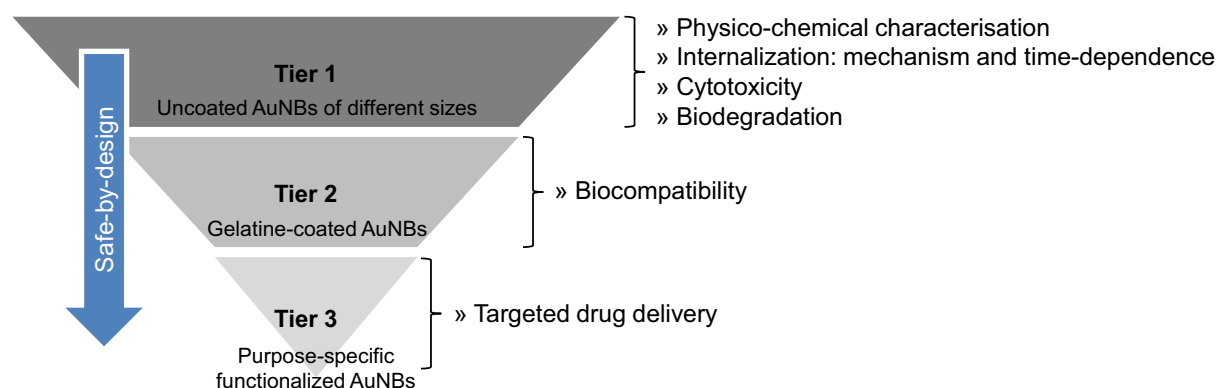 Safe-by-design
Tier 1
Uncoated AuNBs of different sizes
» Physico-chemical characterisation
» Internalization: mechanism and time-dependence
» Cytotoxicity
» Biodegradation
Tier 2
Gelatine-coated AuNBs
» Biocompatibility
Tier 3
Purpose-specific
functionalized AuNBs
» Targeted drug delivery